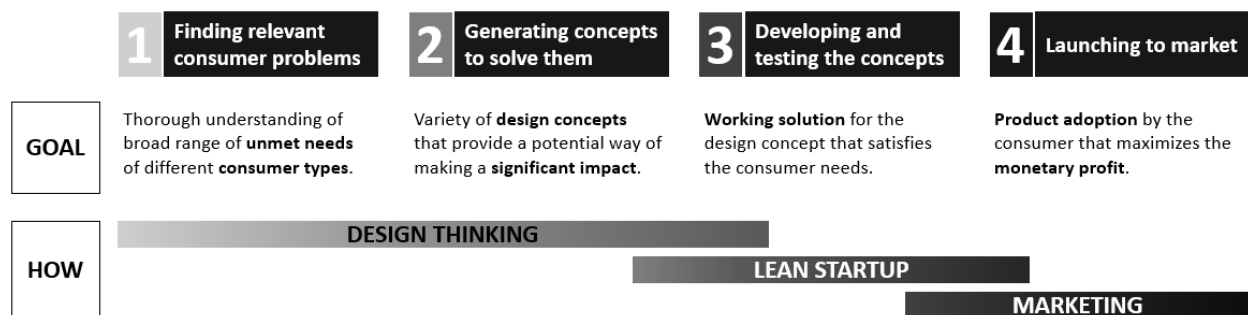 1
Finding relevant
consumer problems
2
Generating concepts
to solve them
3
Developing and
testing the concepts
4
Launching to market
GOAL
Thorough understanding of
broad range of unmet needs
of different consumer types.
Variety of design concepts
that provide a potential way of
making a significant impact.
Working solution for the
design concept that satisfies
the consumer needs.
Product adoption by the
consumer that maximizes the
monetary profit.
HOW
DESIGN THINKING
LEAN STARTUP
MARKETING